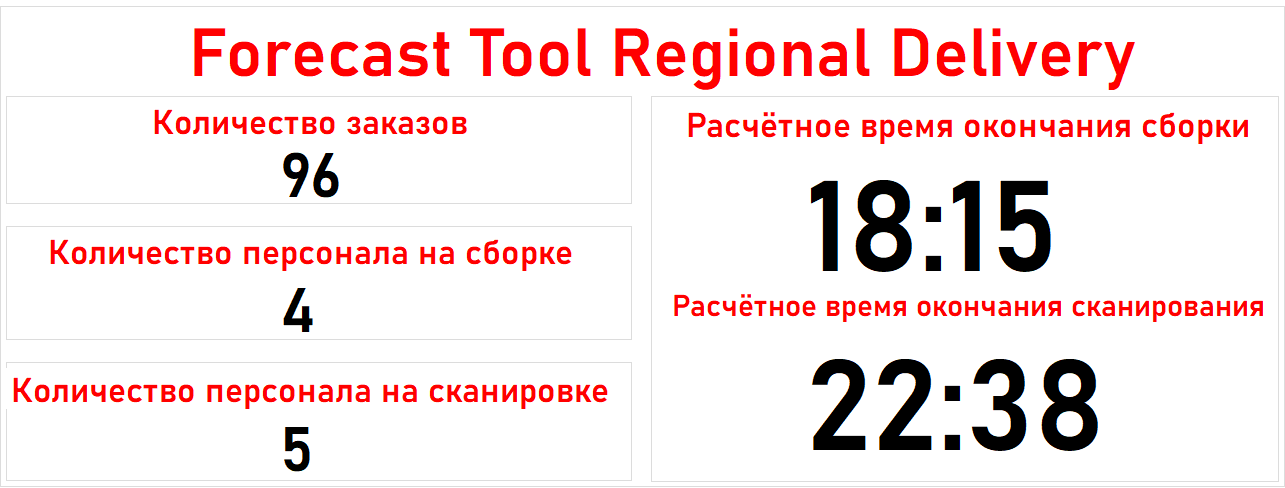 Forecast Tool Regional Delivery
Количество заказов
96
Количество персонала на сборке
4
Количество персонала на сканировке
5
Расчётное время окончания сборки
18:15
Расчётное время окончания сканирования
22:38